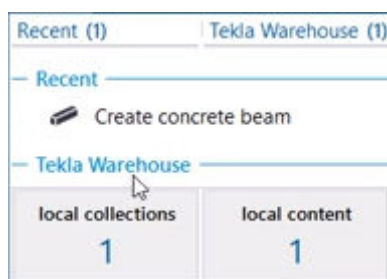 Recent (1) Tekla Warehouse (1)
Recent
Create concrete beam
Tekla Warehouse
local collections local content
1 1